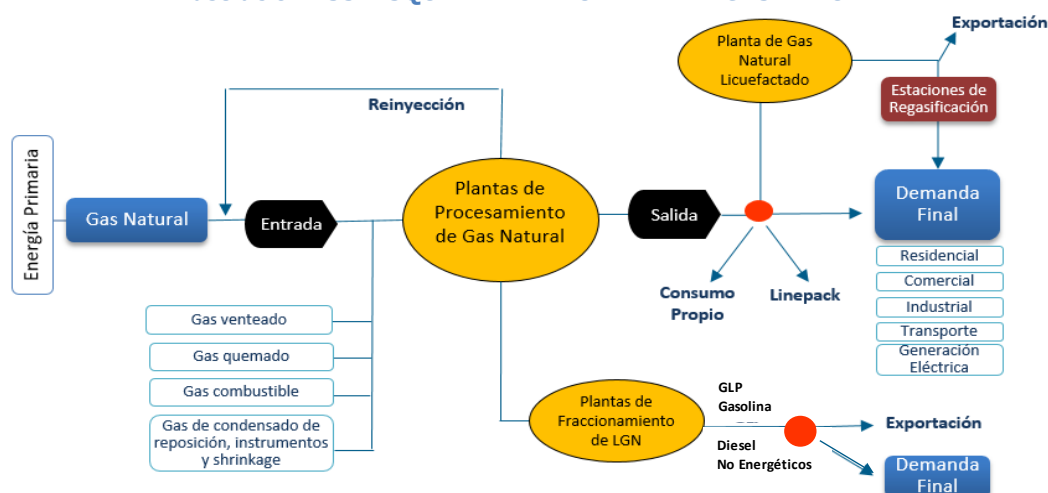 Exportación
Planta de Gas
Natural
Licuefactado
Estaciones de
Regasificación
Reinyección
Energía Primaria
Gas Natural
Entrada
Plantas de
Procesamiento
de Gas Natural
Salida
Demanda
Final
Residencial
Comercial
Industrial
Transporte
Generación
Eléctrica
Consumo
Propio
Linepack
Gas venteado
Gas quemado
Gas combustible
Gas de condensado de
reposición, instrumentos
y shrinkage
Plantas de
Fraccionamiento
de LGN
GLP
Gasolina
Diesel
No Energéticos
Exportación
Demanda
Final